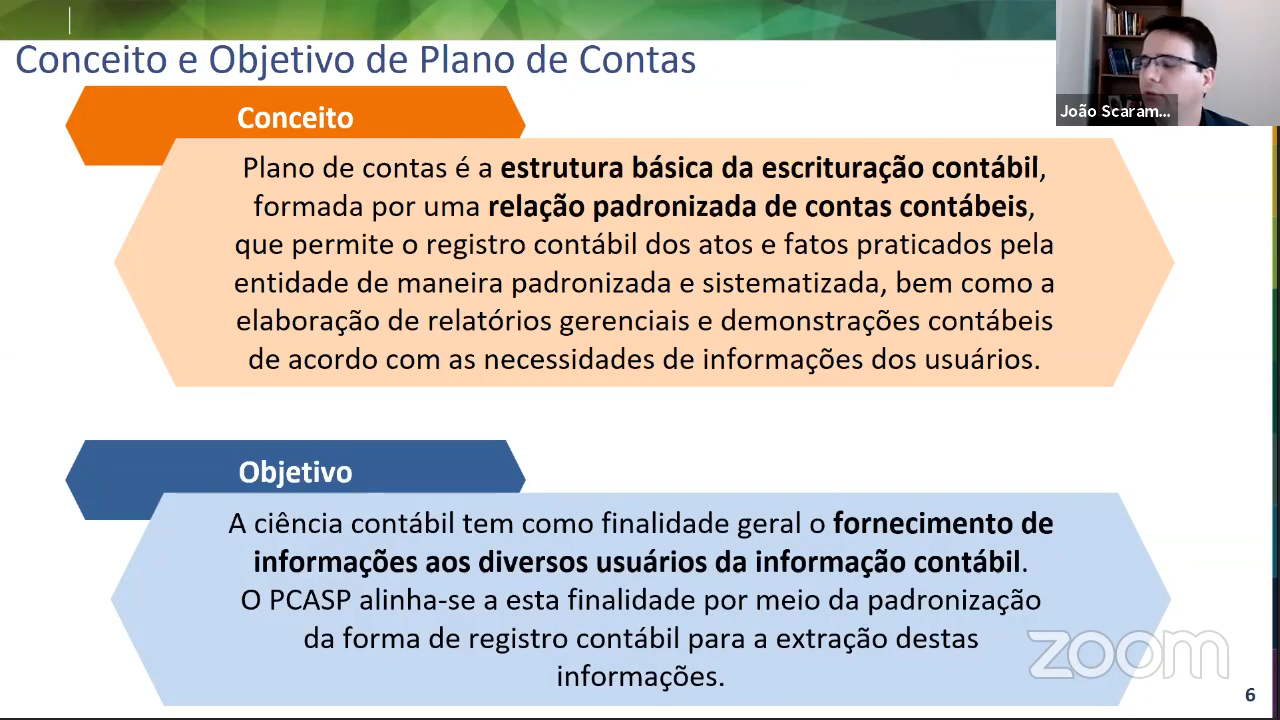 Conceito e Objetivo de Plano de Contas
João Scaram...
Conceito
Plano de contas é a estrutura básica da escrituração contábil,
formada por uma relação padronizada de contas contábeis,
que permite o registro contábil dos atos e fatos praticados pela
entidade de maneira padronizada e sistematizada, bem como a
elaboração de relatórios gerenciais e demonstrações contábeis
de acordo com as necessidades de informações dos usuários.
Objetivo
A ciência contábil tem como finalidade geral o fornecimento de
informações aos diversos usuários da informação contábil.
O PCASP alinha-se a esta finalidade por meio da padronização
da forma de registro contábil para a extração destas
informações.
zoom
6